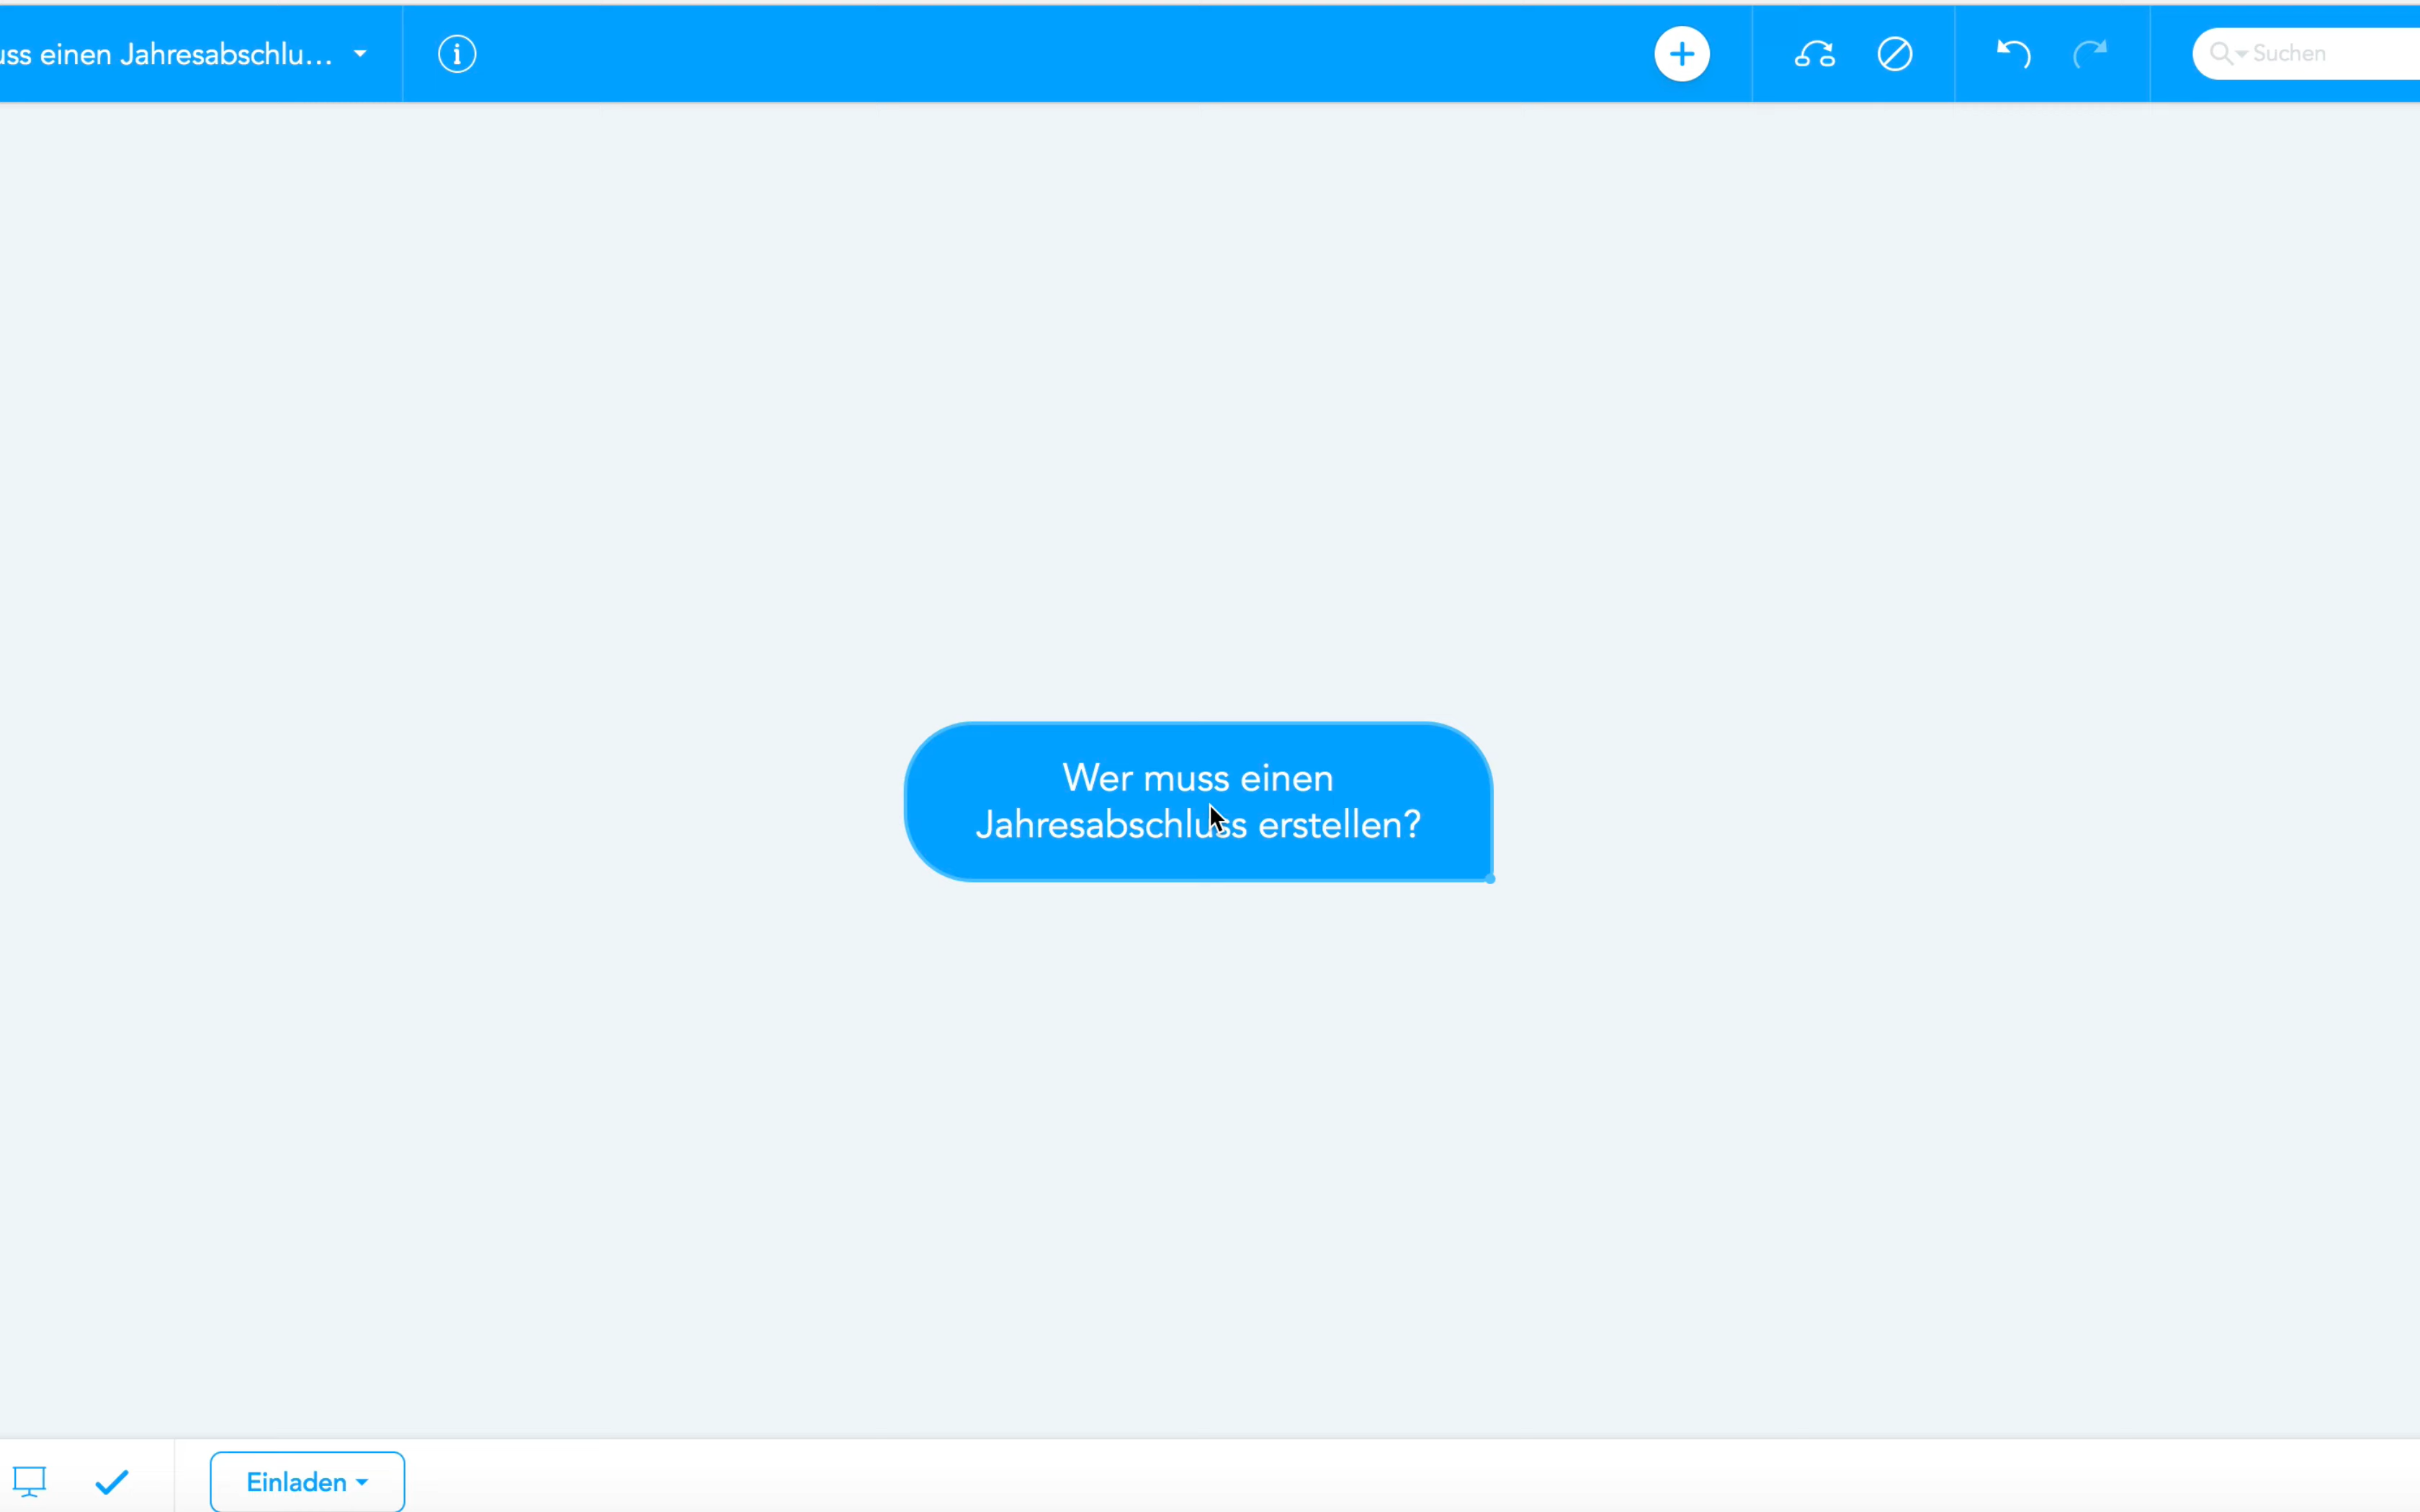 uss einen Jahresabschlu...
Suchen
Wer muss einen
Jahresabschluss erstellen?
Einladen